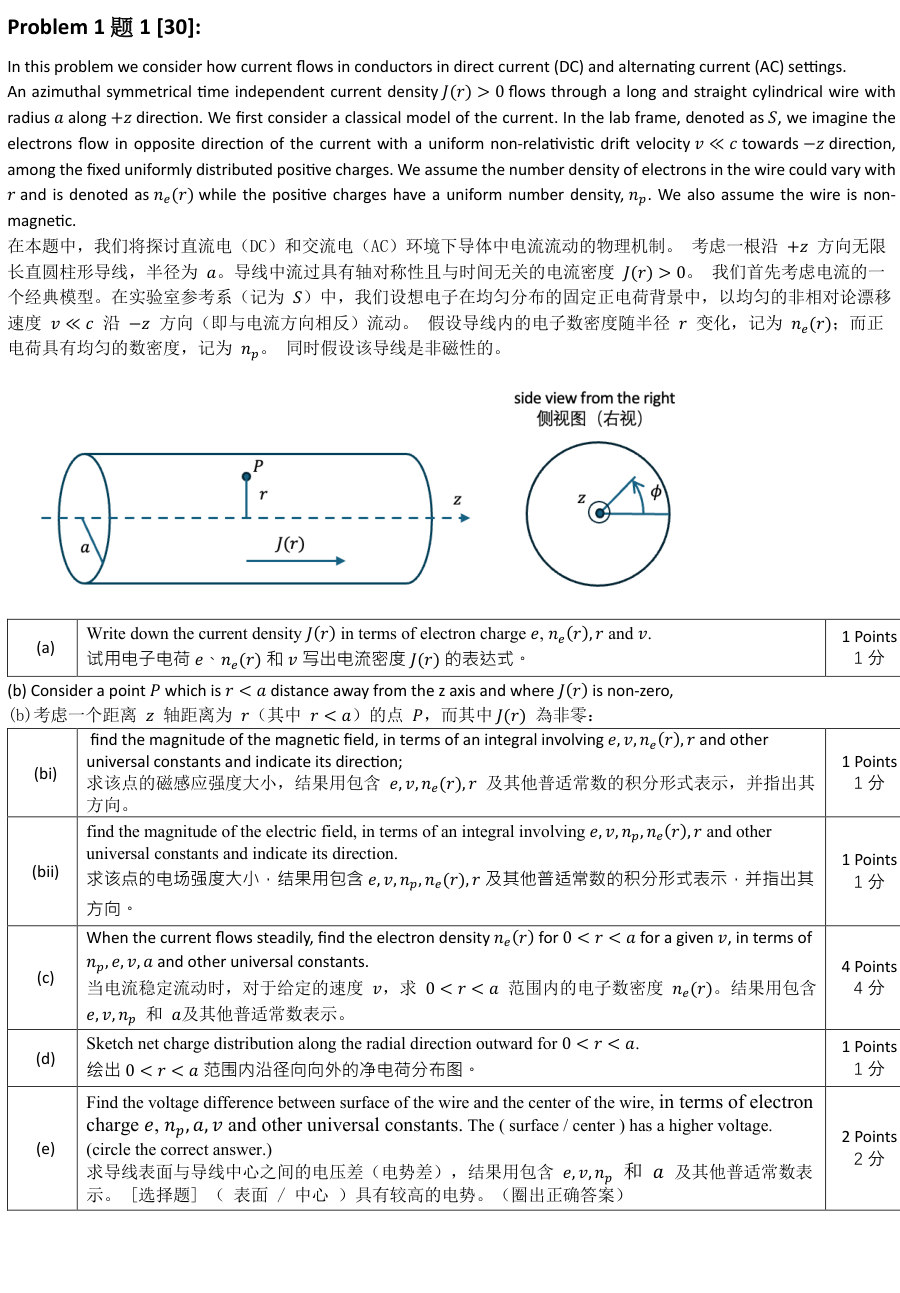 Problem 1 题 1 [30]:
In this problem we consider how current flows in conductors in direct current (DC) and alternating current (AC) settings.
An azimuthal symmetrical time independent current density J(r) > 0 flows through a long and straight cylindrical wire with
radius a along +z direction. We first consider a classical model of the current. In the lab frame, denoted as S, we imagine the
electrons flow in opposite direction of the current with a uniform non-relativistic drift velocity v ≪ c towards −z direction,
among the fixed uniformly distributed positive charges. We assume the number density of electrons in the wire could vary with
r and is denoted as nₑ(r) while the positive charges have a uniform number density, nₚ. We also assume the wire is non-
magnetic.
在本题中，我们将探讨直流电（DC）和交流电（AC）环境下导体中电流流动的物理机制。 考虑一根沿 +z 方向无限
长直圆柱形导线，半径为 a。导线中流过具有轴对称性且与时间无关的电流密度 J(r) > 0。 我们首先考虑电流的一
个经典模型。在实验室参考系（记为 S）中，我们设想电子在均匀分布的固定正电荷背景中，以均匀的非相对论漂移
速度 v ≪ c 沿 −z 方向（即与电流方向相反）流动。 假设导线内的电子数密度随半径 r 变化，记为 nₑ(r)；而正
电荷具有均匀的数密度，记为 nₚ。 同时假设该导线是非磁性的。
side view from the right
侧视图（右视）
P
r
z
a
J(r)
z
ϕ
(a)
Write down the current density J(r) in terms of electron charge e, nₑ(r), r and v.
试用电子电荷 e、nₑ(r) 和 v 写出电流密度 J(r) 的表达式。
1 Points
1 分
(b) Consider a point P which is r < a distance away from the z axis and where J(r) is non-zero,
(b)考虑一个距离 z 轴距离为 r（其中 r < a）的点 P，而其中 J(r) 為非零：
(bi)
find the magnitude of the magnetic field, in terms of an integral involving e, v, nₑ(r), r and other
universal constants and indicate its direction;
求该点的磁感应强度大小，结果用包含 e, v, nₑ(r), r 及其他普适常数的积分形式表示，并指出其
方向。
1 Points
1 分
(bii)
find the magnitude of the electric field, in terms of an integral involving e, v, nₚ, nₑ(r), r and other
universal constants and indicate its direction.
求该点的电场强度大小，结果用包含 e, v, nₚ, nₑ(r), r 及其他普适常数的积分形式表示，并指出其
方向。
1 Points
1 分
(c)
When the current flows steadily, find the electron density nₑ(r) for 0 < r < a for a given v, in terms of
nₚ, e, v, a and other universal constants.
当电流稳定流动时，对于给定的速度 v，求 0 < r < a 范围内的电子数密度 nₑ(r)。结果用包含
e, v, nₚ 和 a及其他普适常数表示。
4 Points
4 分
(d)
Sketch net charge distribution along the radial direction outward for 0 < r < a.
绘出 0 < r < a 范围内沿径向向外的净电荷分布图。
1 Points
1 分
(e)
Find the voltage difference between surface of the wire and the center of the wire, in terms of electron
charge e, nₚ, a, v and other universal constants. The ( surface / center ) has a higher voltage.
(circle the correct answer.)
求导线表面与导线中心之间的电压差（电势差），结果用包含 e, v, nₚ 和 a 及其他普适常数表
示。 [选择题] （ 表面 / 中心 ）具有较高的电势。（圈出正确答案）
2 Points
2 分